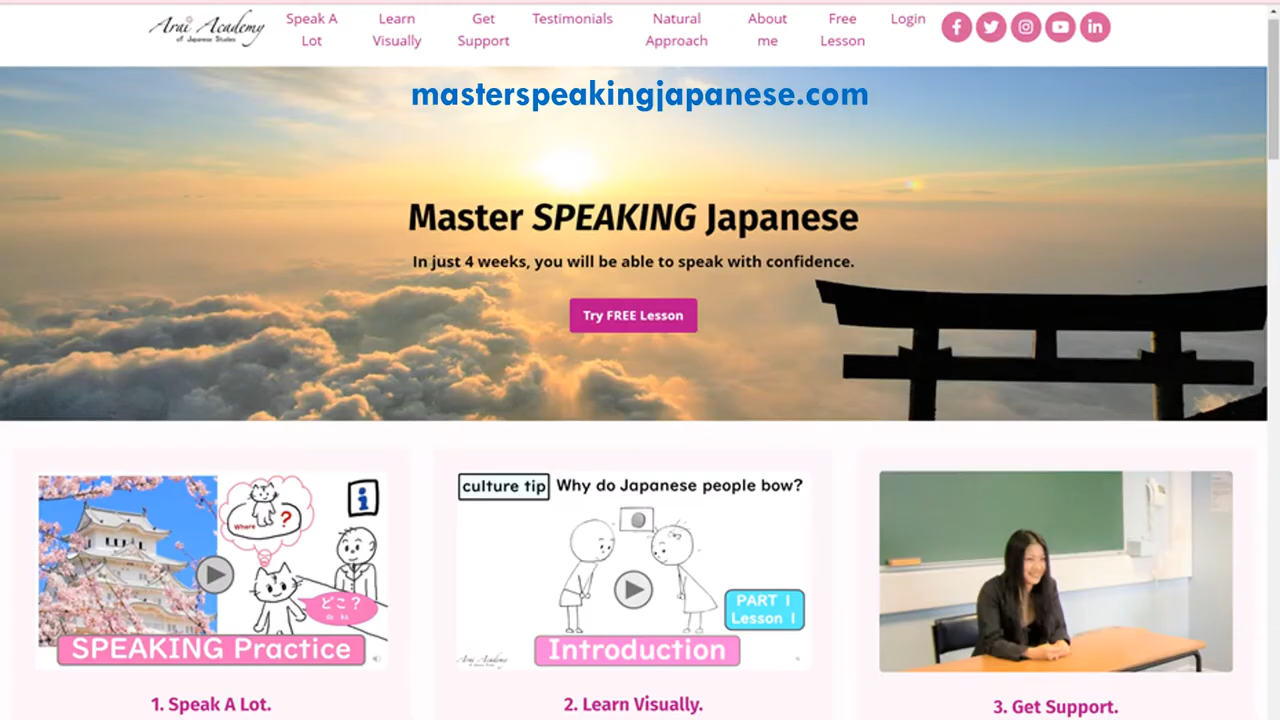 Arai Academy
of Japanese Studies
Speak A
Lot
Learn
Visually
Get
Support
Testimonials
Natural
Approach
About
me
Free
Lesson
Login
masterspeakingjapanese.com
Master SPEAKING Japanese
In just 4 weeks, you will be able to speak with confidence.
Try FREE Lesson
Where ?
i
どこ?
SPEAKING Practice
culture tip Why do Japanese people bow?
PART 1
Lesson 1
Introduction
Arai Academy
1. Speak A Lot.
2. Learn Visually.
3. Get Support.